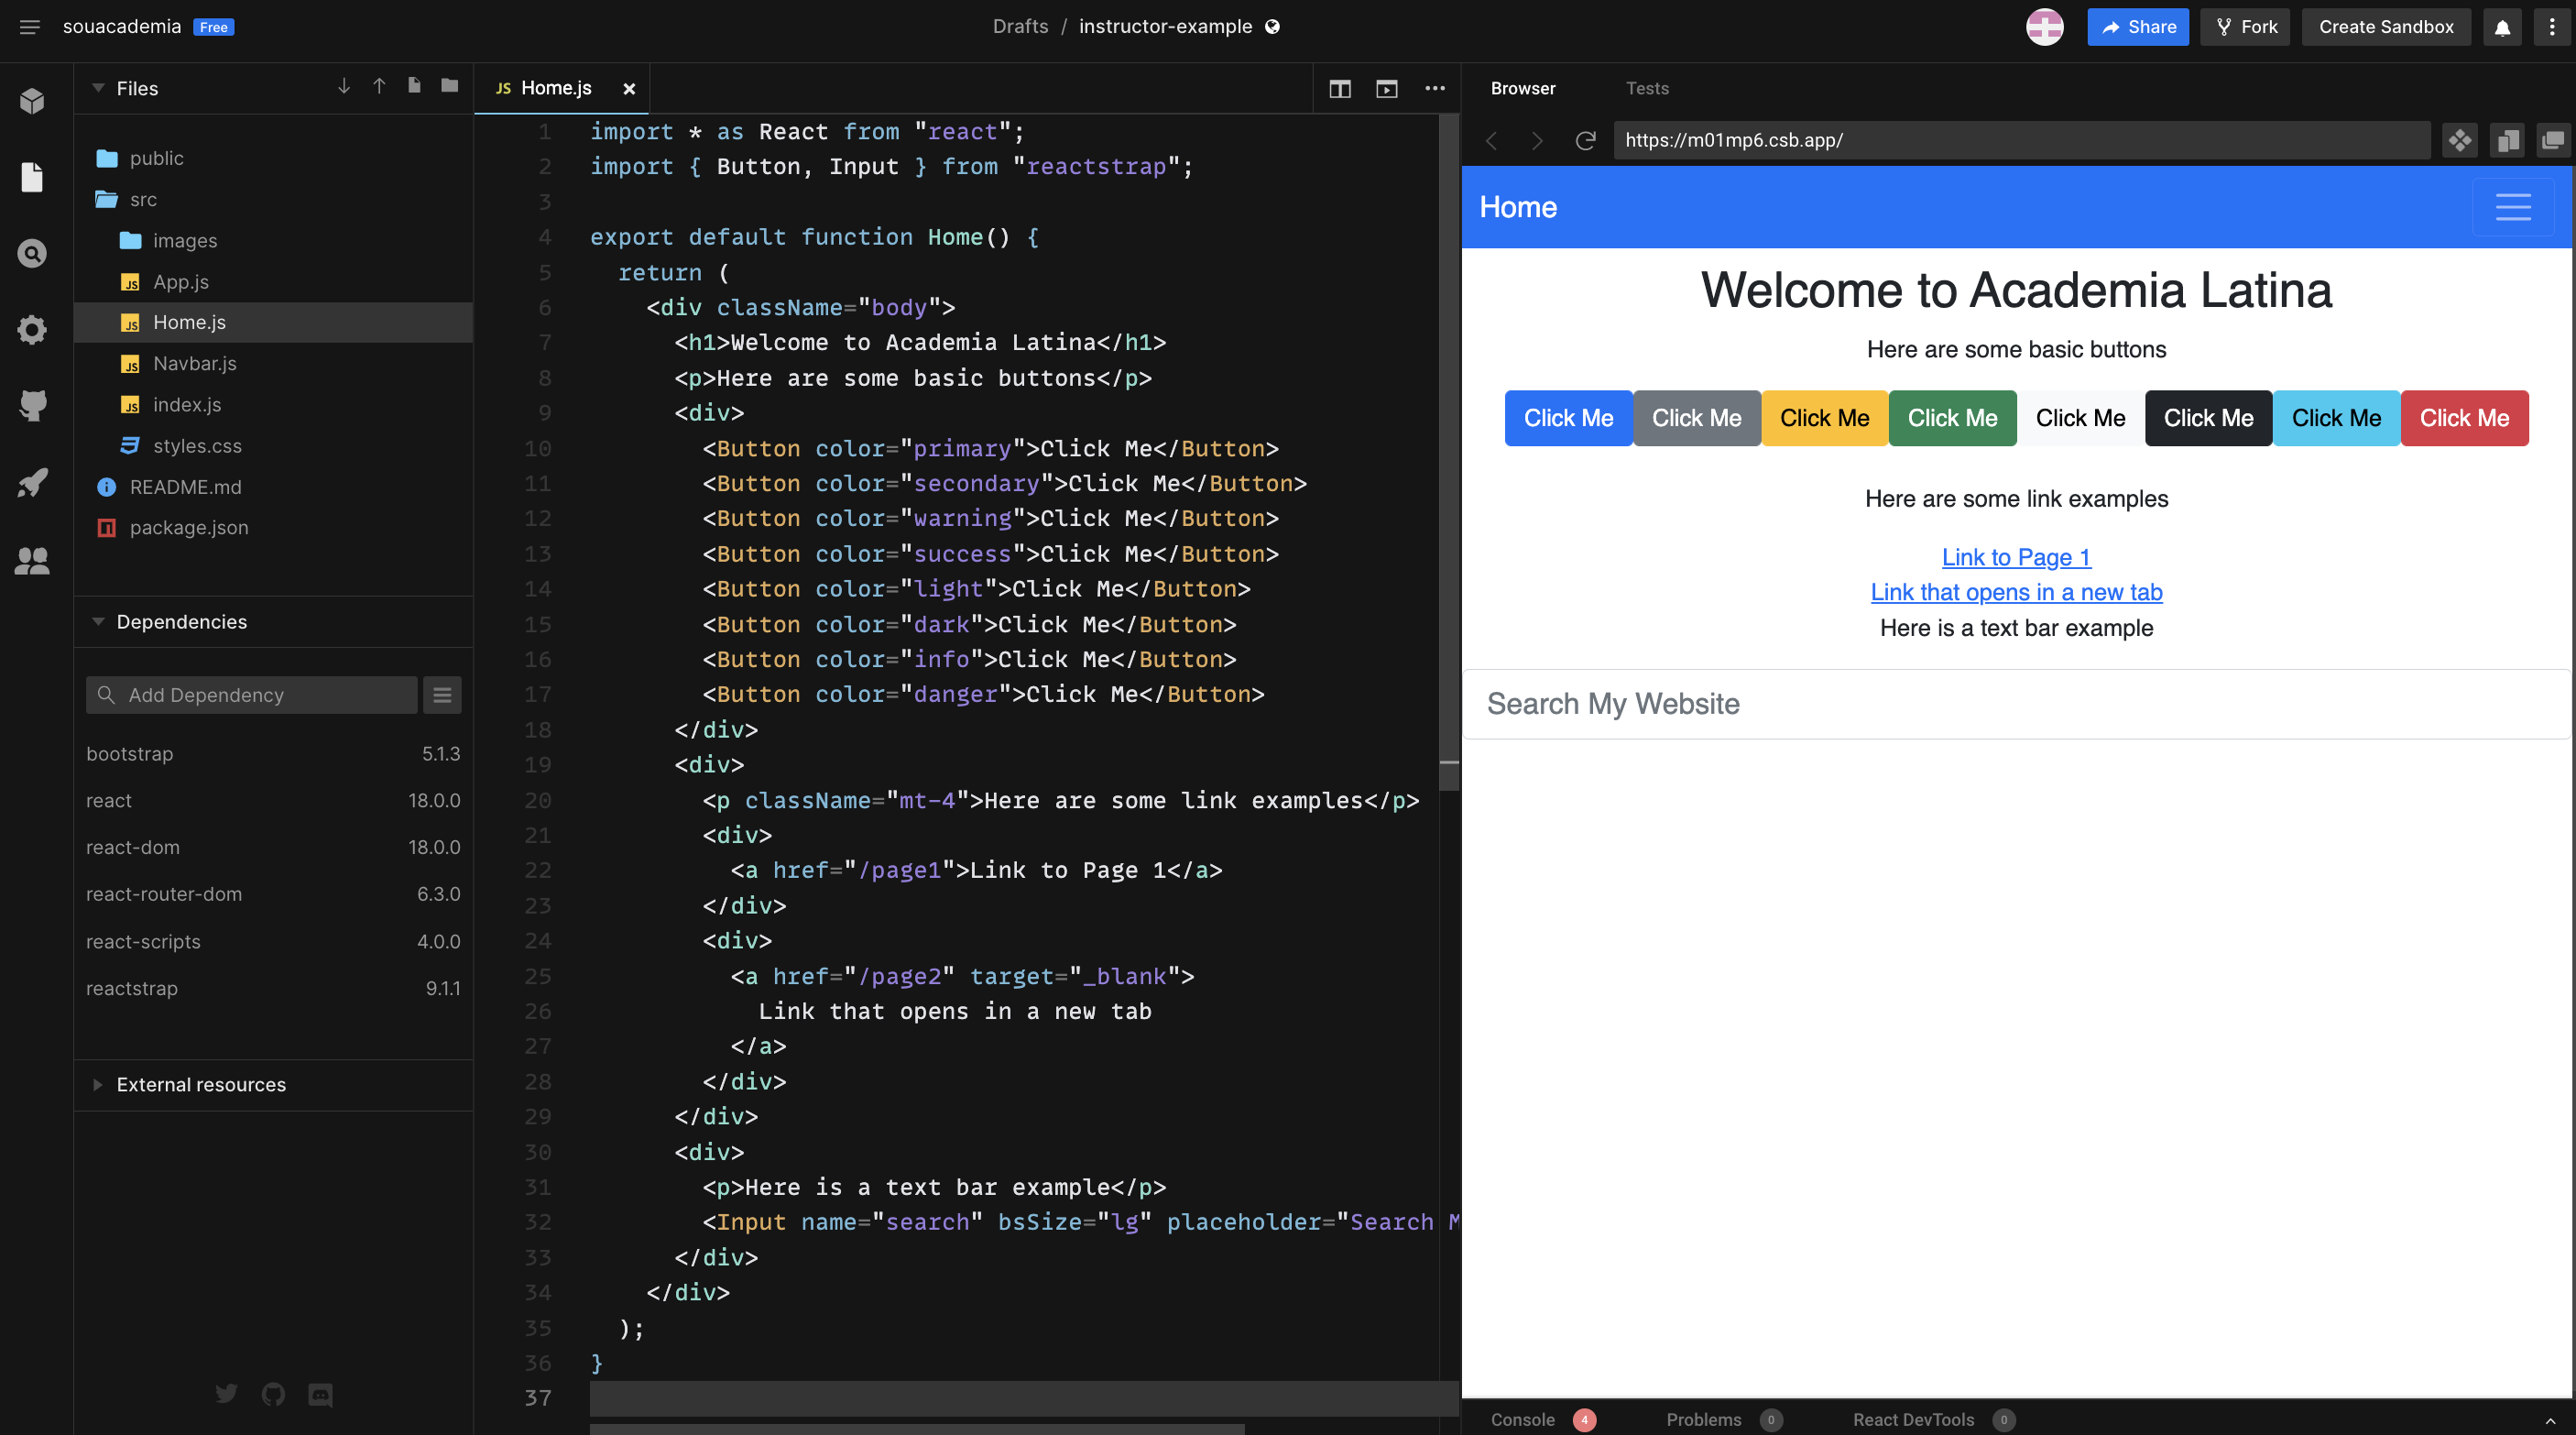 souacademia Free
Drafts / instructor-example
Share Fork Create Sandbox
Files
public
src
images
App.js
Home.js
Navbar.js
index.js
styles.css
README.md
package.json
Dependencies
Add Dependency
bootstrap 5.1.3
react 18.0.0
react-dom 18.0.0
react-router-dom 6.3.0
react-scripts 4.0.0
reactstrap 9.1.1
External resources
JS Home.js
1 import * as React from "react";
2 import { Button, Input } from "reactstrap";
3
4 export default function Home() {
5 return (
6 <div className="body">
7 <h1>Welcome to Academia Latina</h1>
8 <p>Here are some basic buttons</p>
9 <div>
10 <Button color="primary">Click Me</Button>
11 <Button color="secondary">Click Me</Button>
12 <Button color="warning">Click Me</Button>
13 <Button color="success">Click Me</Button>
14 <Button color="light">Click Me</Button>
15 <Button color="dark">Click Me</Button>
16 <Button color="info">Click Me</Button>
17 <Button color="danger">Click Me</Button>
18 </div>
19 <div>
20 <p className="mt-4">Here are some link examples</p>
21 <div>
22 <a href="/page1">Link to Page 1</a>
23 </div>
24 <div>
25 <a href="/page2" target="_blank">
26 Link that opens in a new tab
27 </a>
28 </div>
29 </div>
30 <div>
31 <p>Here is a text bar example</p>
32 <Input name="search" bsSize="lg" placeholder="Search M
33 </div>
34 </div>
35 );
36 }
37
Browser Tests
https://m01mp6.csb.app/
Home
Welcome to Academia Latina
Here are some basic buttons
Click Me Click Me Click Me Click Me Click Me Click Me Click Me Click Me
Here are some link examples
Link to Page 1
Link that opens in a new tab
Here is a text bar example
Search My Website
Console 4 Problems 0 React DevTools 0